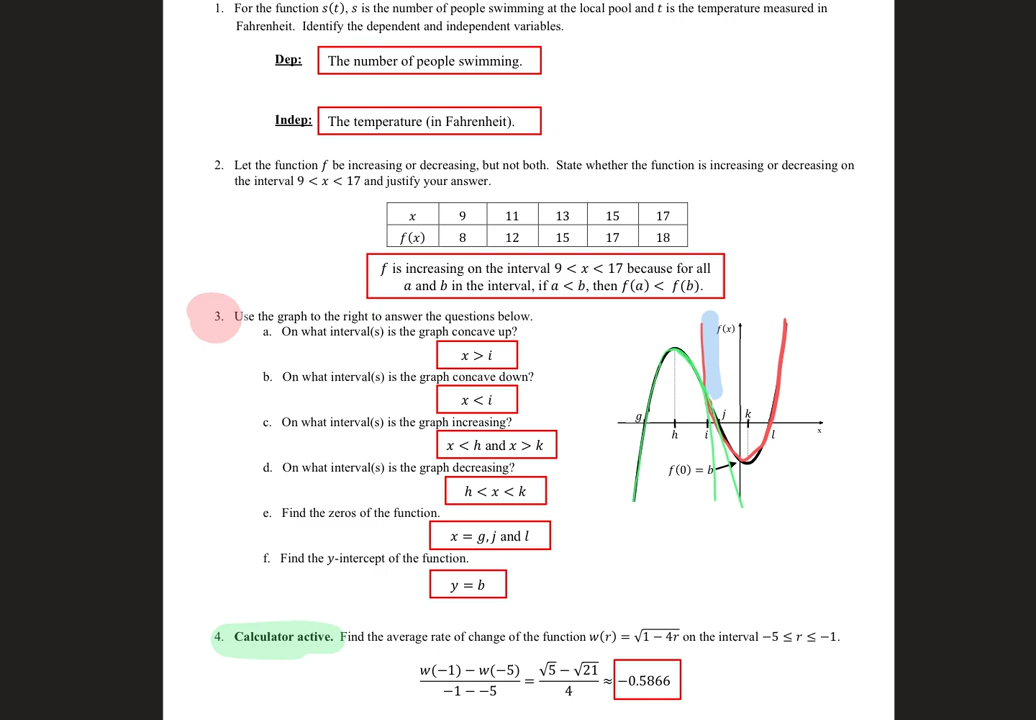 1. For the function s(t), s is the number of people swimming at the local pool and t is the temperature measured in
Fahrenheit. Identify the dependent and independent variables.
Dep: The number of people swimming.
Indep: The temperature (in Fahrenheit).
2. Let the function f be increasing or decreasing, but not both. State whether the function is increasing or decreasing on
the interval 9 < x < 17 and justify your answer.
x 9 11 13 15 17
f(x) 8 12 15 17 18
f is increasing on the interval 9 < x < 17 because for all
a and b in the interval, if a < b, then f(a) < f(b).
3. Use the graph to the right to answer the questions below.
a. On what interval(s) is the graph concave up?
x > i
b. On what interval(s) is the graph concave down?
x < i
c. On what interval(s) is the graph increasing?
x < h and x > k
d. On what interval(s) is the graph decreasing?
h < x < k
e. Find the zeros of the function.
x = g, j and l
f. Find the y-intercept of the function.
y = b
f(x)
g j k
h i l x
f(0) = b
4. Calculator active. Find the average rate of change of the function w(r) = √(1 − 4r) on the interval −5 ≤ r ≤ −1.
w(−1) − w(−5) / −1 − −5 = √5 − √21 / 4 ≈ −0.5866